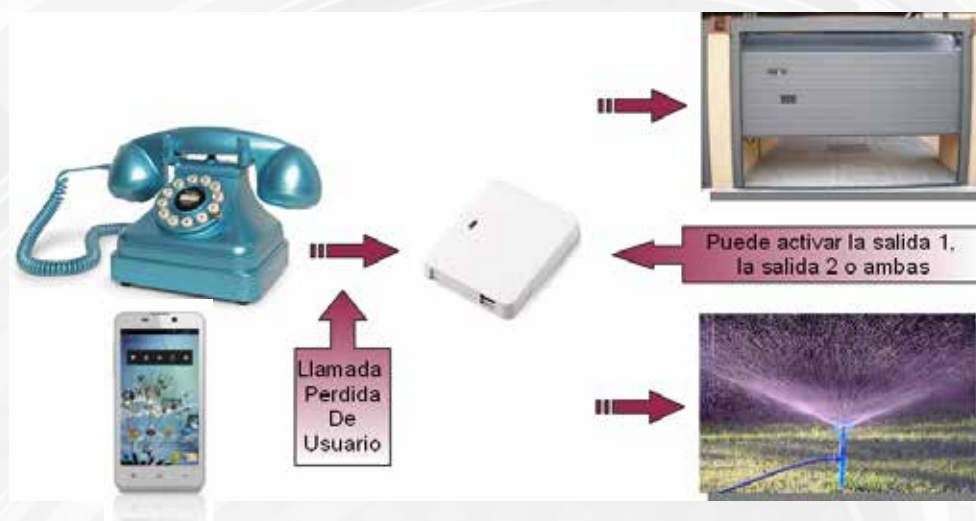 Puede activar la salida 1,
la salida 2 o ambas
Llamada
Perdida
De
Usuario